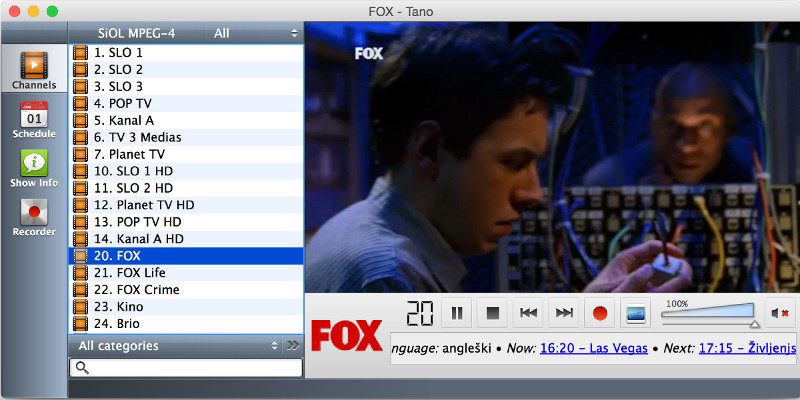 FOX - Tano
SiOL MPEG-4
All
Channels
JAN
01
Schedule
Show Info
Recorder
1. SLO 1
2. SLO 2
3. SLO 3
4. POP TV
5. Kanal A
6. TV 3 Medias
7. Planet TV
10. SLO 1 HD
11. SLO 2 HD
12. Planet TV HD
13. POP TV HD
14. Kanal A HD
20. FOX
21. FOX Life
22. FOX Crime
23. Kino
24. Brio
All categories
FOX
FOX
20
100%
nguage: angleški • Now: 16:20 - Las Vegas • Next: 17:15 - Življenjs